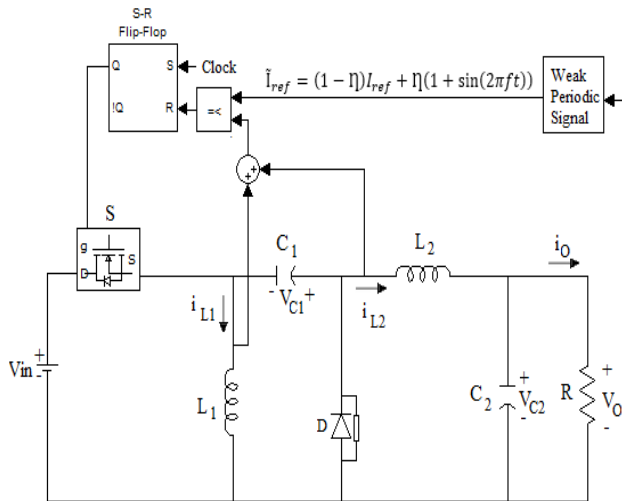 S-R
Flip-Flop
Q
S
Clock
!Q
R
=<
Ĩref = (1 − Ƞ)Iref + Ƞ(1 + sin(2πft))
Weak
Periodic
Signal
+
+
S
g
D
S
C1
- VC1 +
L2
iO
iL1
iL2
Vin
+
-
L1
D
C2
+
VC2
-
R
+
VO
-